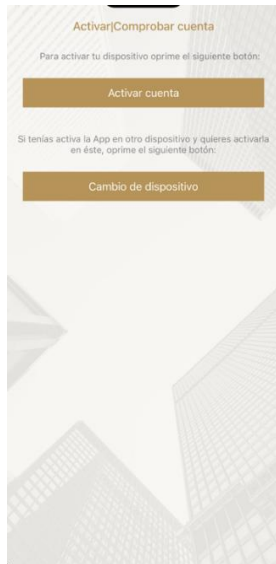 Activar|Comprobar cuenta
Para activar tu dispositivo oprime el siguiente botón:
Activar cuenta
Si tenías activa la App en otro dispositivo y quieres activarla
en éste, oprime el siguiente botón:
Cambio de dispositivo